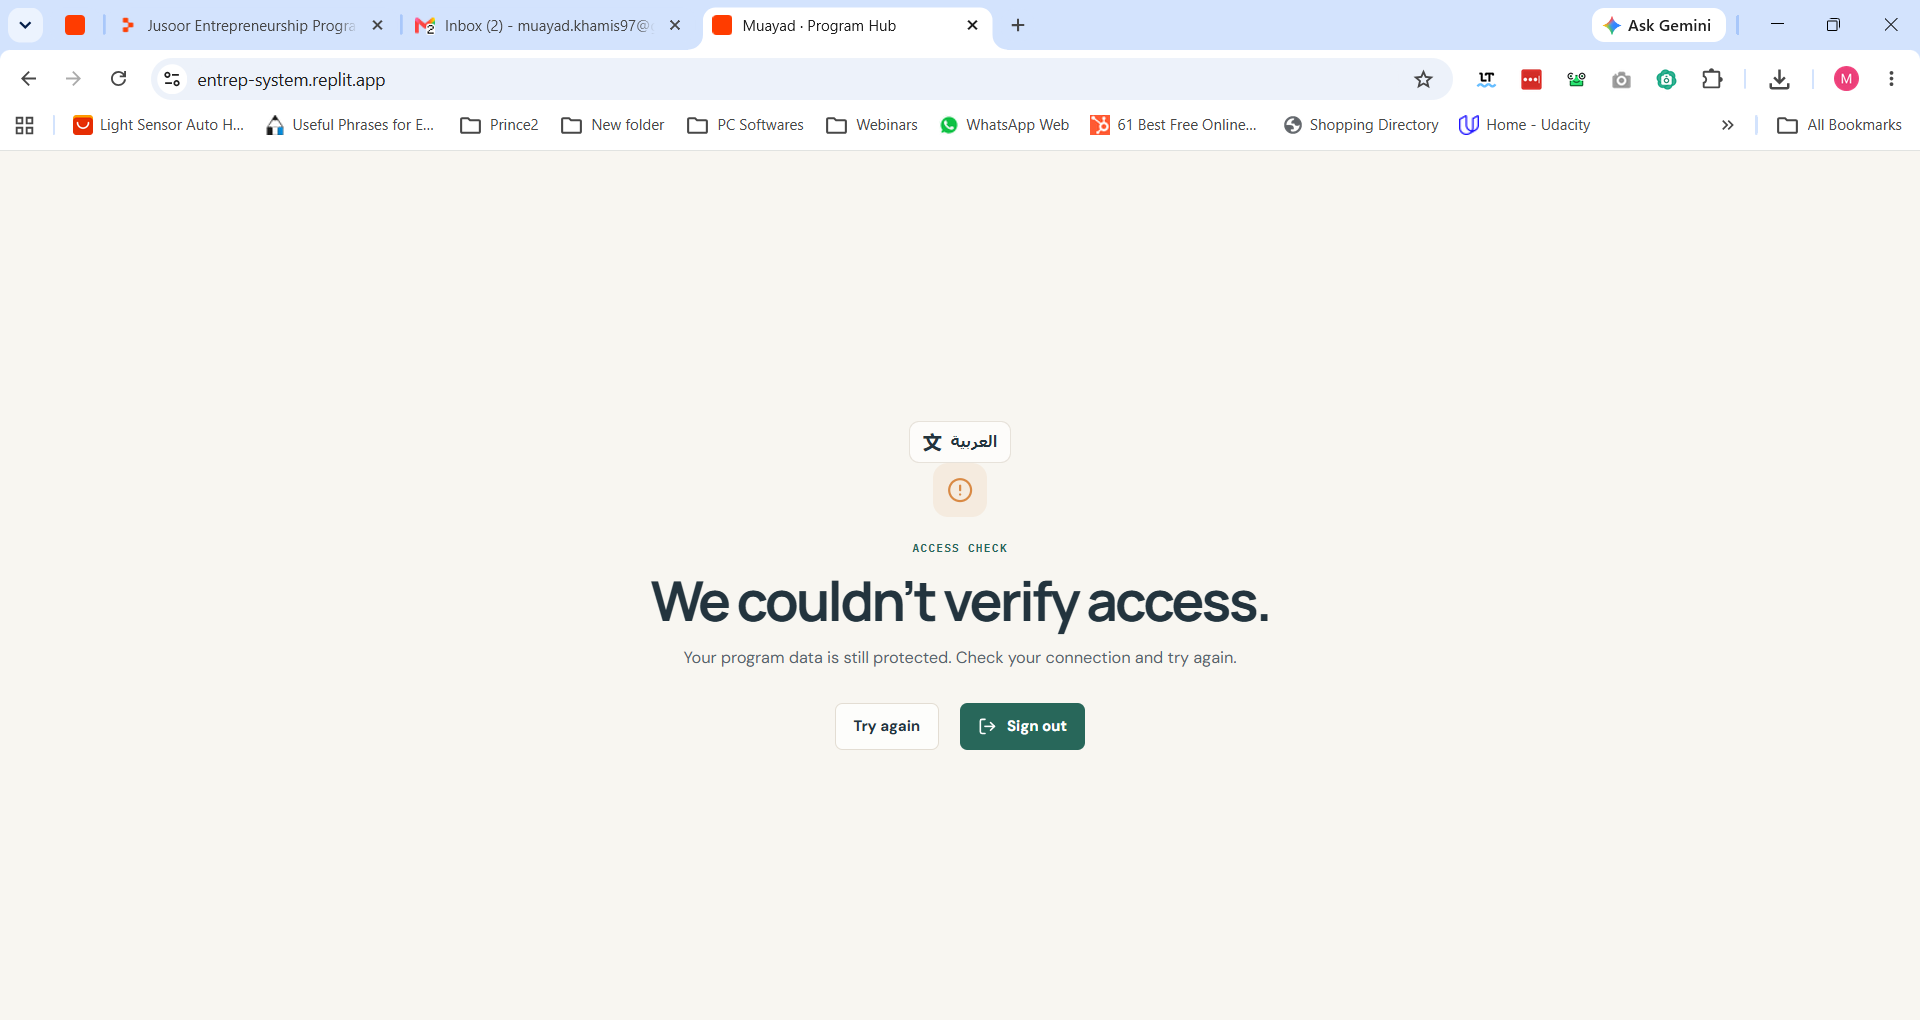 Jusoor Entrepreneurship Progra
Inbox (2) - muayad.khamis97@
Muayad · Program Hub
Ask Gemini
entrep-system.replit.app
M
Light Sensor Auto H...
Useful Phrases for E...
Prince2
New folder
PC Softwares
Webinars
WhatsApp Web
61 Best Free Online...
Shopping Directory
Home - Udacity
All Bookmarks
文 العربية
ACCESS CHECK
We couldn’t verify access.
Your program data is still protected. Check your connection and try again.
Try again
Sign out